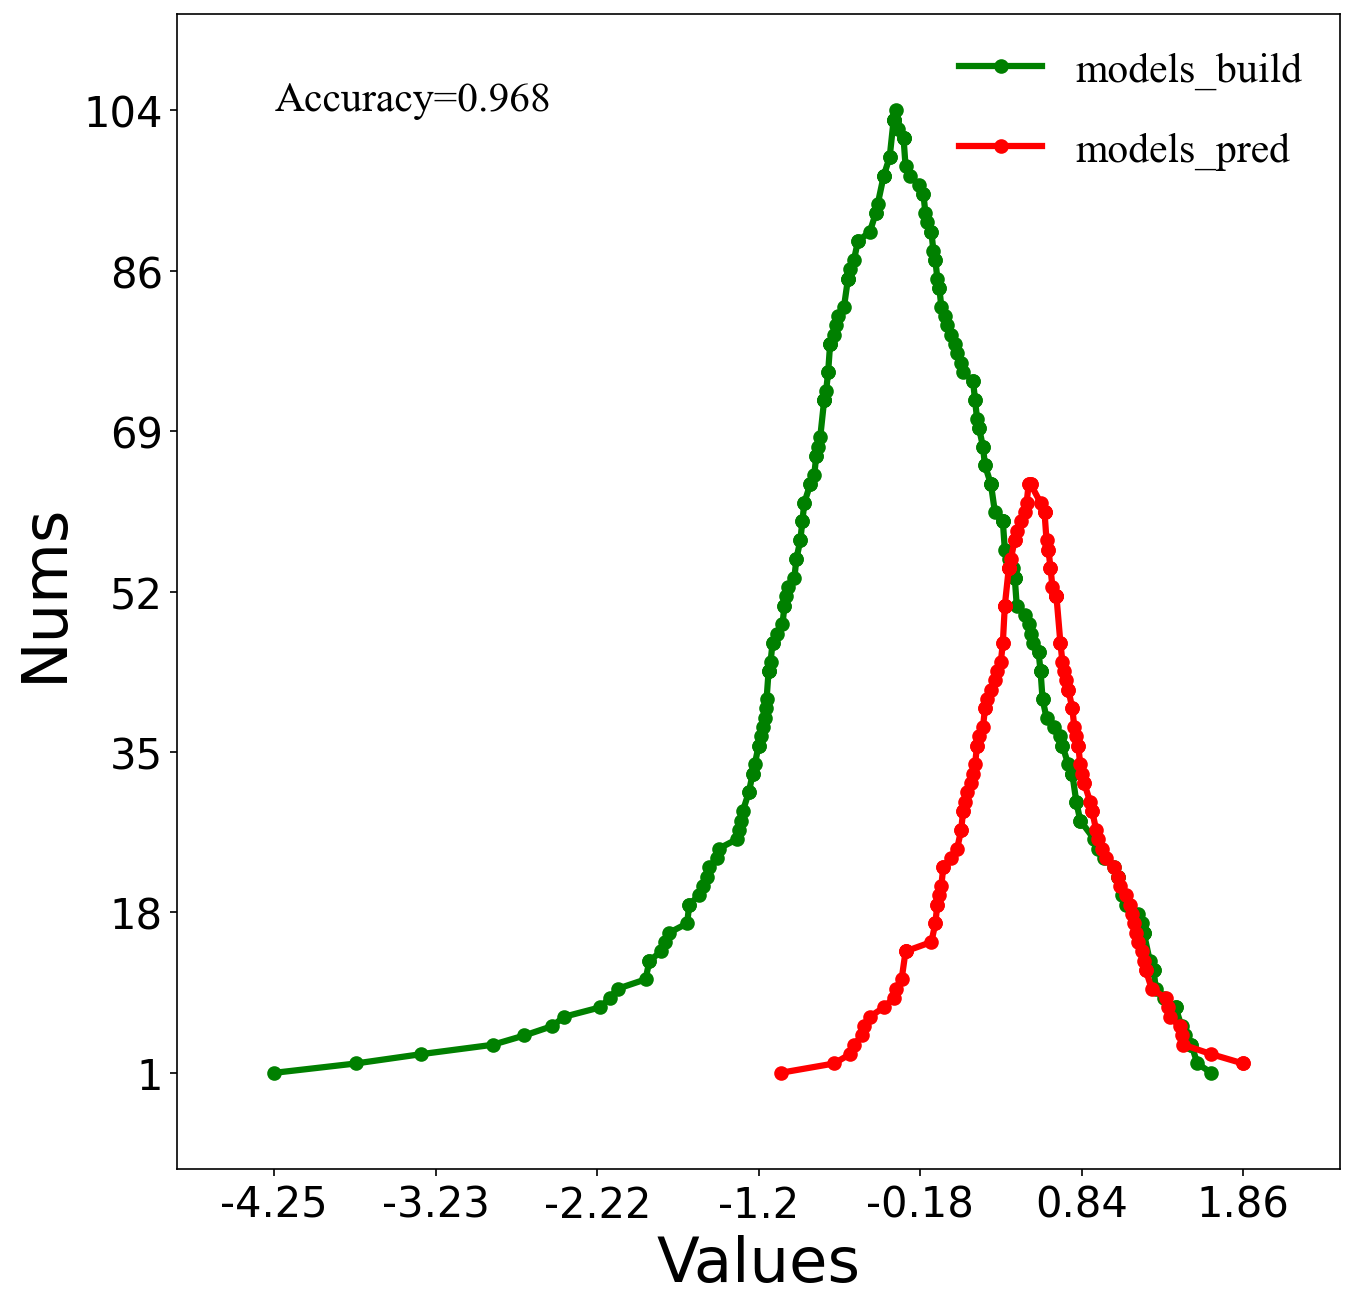 Accuracy=0.968
models_build
models_pred
Nums
104
86
69
52
35
18
1
-4.25
-3.23
-2.22
-1.2
-0.18
0.84
1.86
Values